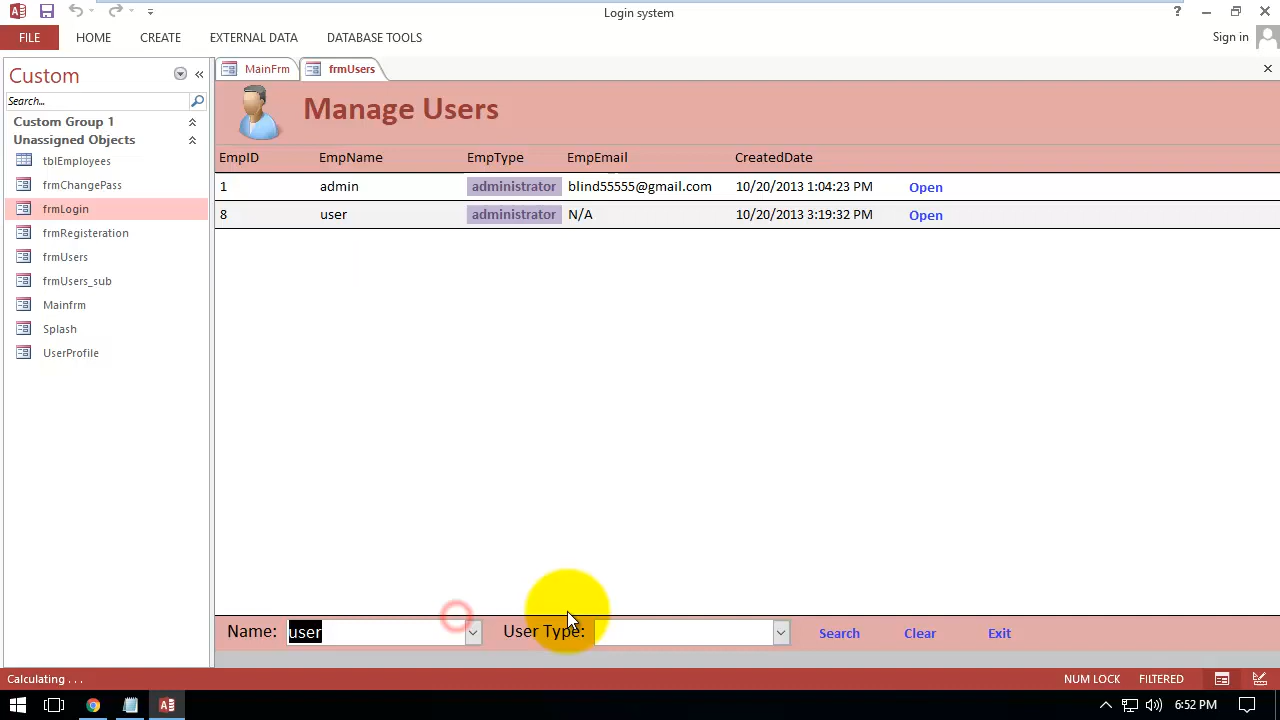 Login system
?
FILE HOME CREATE EXTERNAL DATA DATABASE TOOLS Sign in
Custom
Search...
Custom Group 1
Unassigned Objects
tblEmployees
frmChangePass
frmLogin
frmRegisteration
frmUsers
frmUsers_sub
Mainfrm
Splash
UserProfile
MainFrm frmUsers
Manage Users
EmpID EmpName EmpType EmpEmail CreatedDate
1 admin administrator blind55555@gmail.com 10/20/2013 1:04:23 PM Open
8 user administrator N/A 10/20/2013 3:19:32 PM Open
Name: user User Type: Search Clear Exit
Calculating . . . NUM LOCK FILTERED
6:52 PM